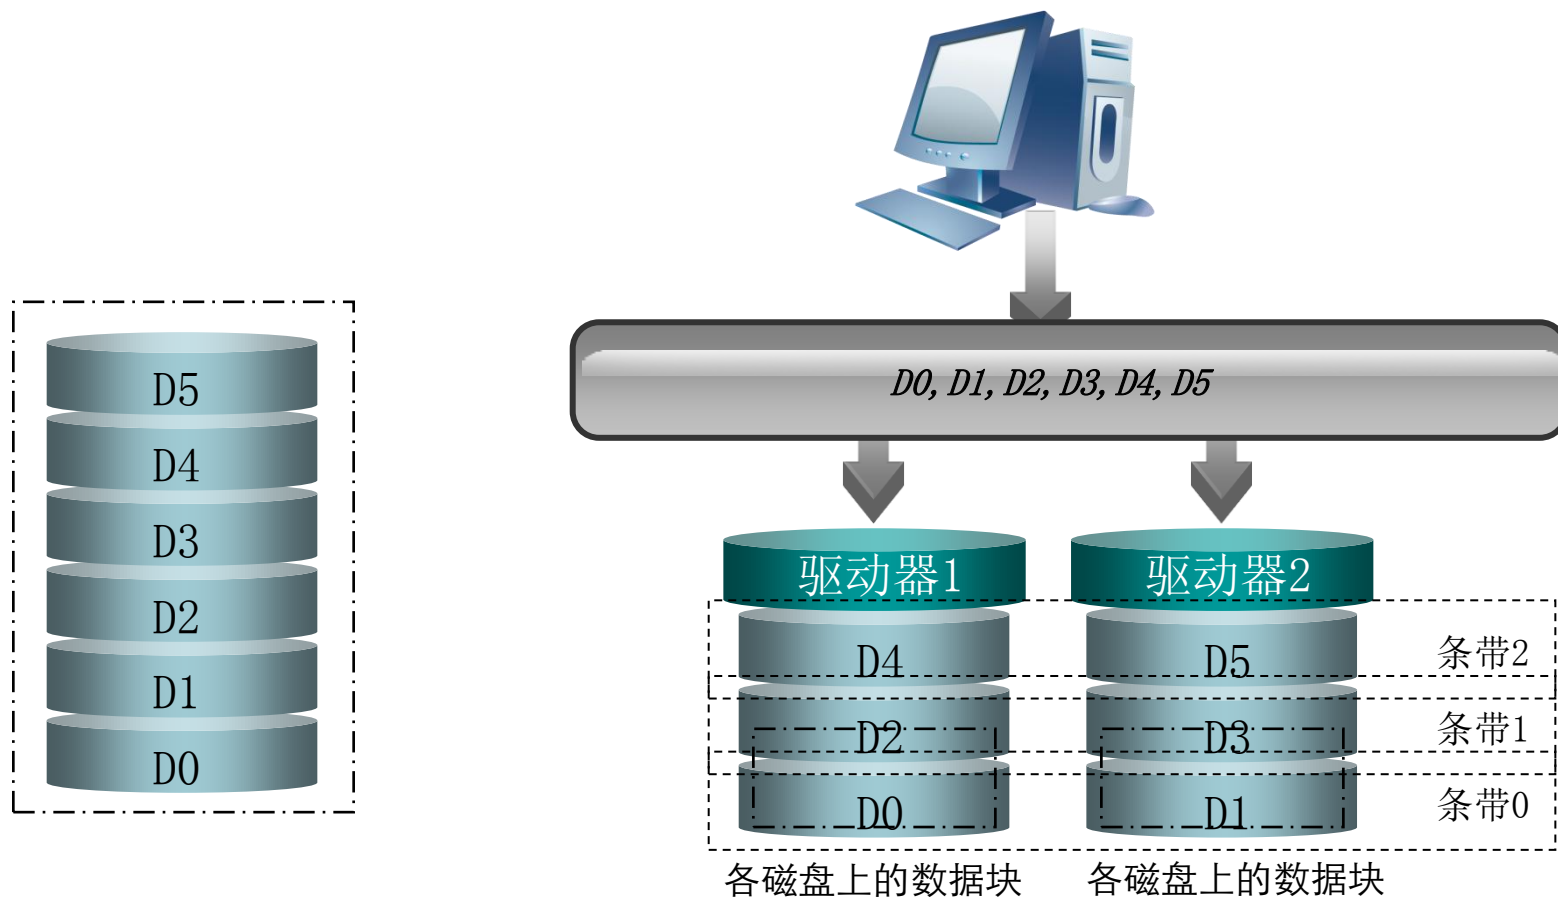 D0, D1, D2, D3, D4, D5
D5
D4
D3
D2
D1
D0
驱动器1
驱动器2
D4
D5
条带2
D2
D3
条带1
D0
D1
条带0
各磁盘上的数据块
各磁盘上的数据块